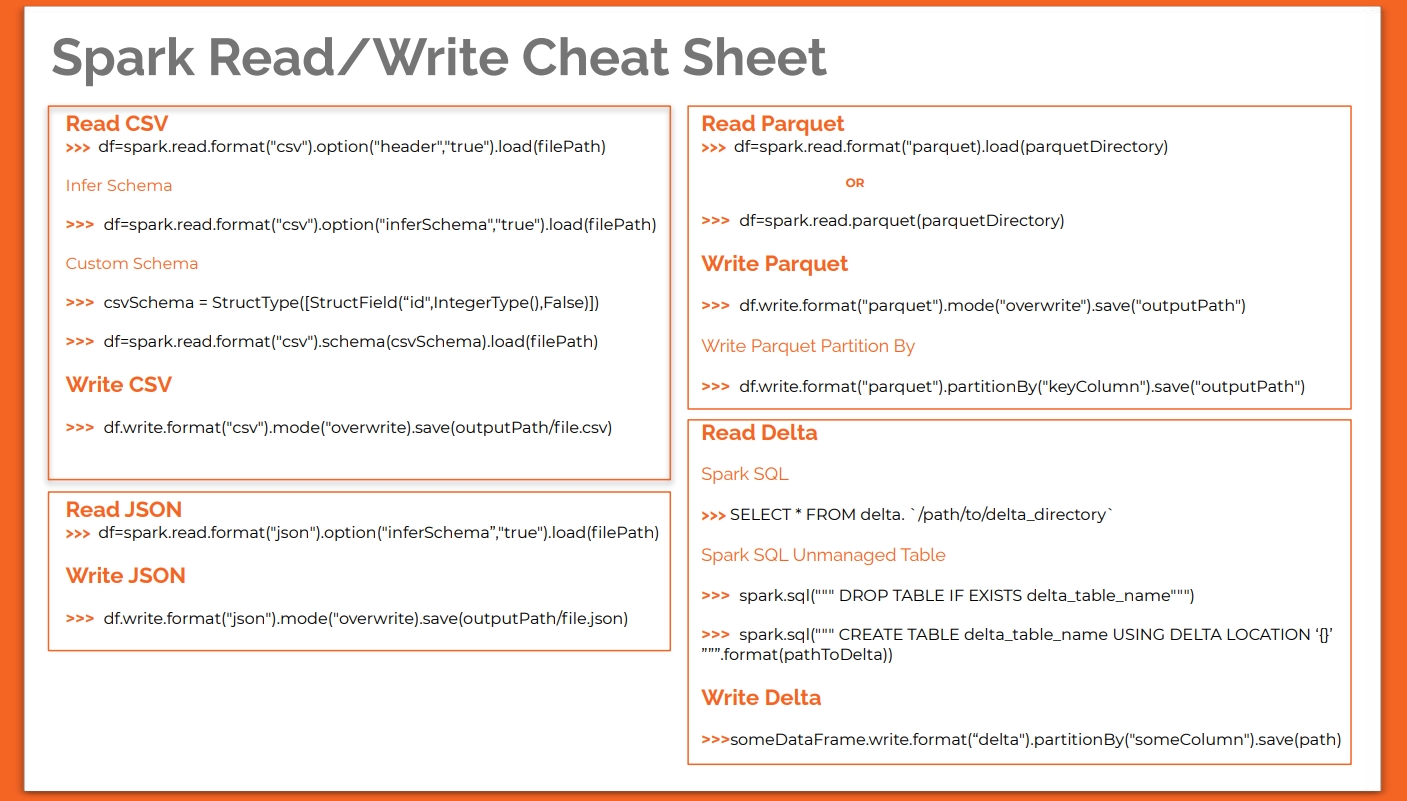 Spark Read/Write Cheat Sheet
Read CSV
>>> df=spark.read.format("csv").option("header","true").load(filePath)
Infer Schema
>>> df=spark.read.format("csv").option("inferSchema","true").load(filePath)
Custom Schema
>>> csvSchema = StructType([StructField(“id",IntegerType(),False)])
>>> df=spark.read.format("csv").schema(csvSchema).load(filePath)
Write CSV
>>> df.write.format("csv").mode("overwrite).save(outputPath/file.csv)
Read JSON
>>> df=spark.read.format("json").option("inferSchema”,"true").load(filePath)
Write JSON
>>> df.write.format("json").mode("overwrite).save(outputPath/file.json)
Read Parquet
>>> df=spark.read.format("parquet).load(parquetDirectory)
OR
>>> df=spark.read.parquet(parquetDirectory)
Write Parquet
>>> df.write.format("parquet").mode("overwrite").save("outputPath")
Write Parquet Partition By
>>> df.write.format("parquet").partitionBy("keyColumn").save("outputPath")
Read Delta
Spark SQL
>>> SELECT * FROM delta. `/path/to/delta_directory`
Spark SQL Unmanaged Table
>>> spark.sql(""" DROP TABLE IF EXISTS delta_table_name""")
>>> spark.sql(""" CREATE TABLE delta_table_name USING DELTA LOCATION ‘{}’
”””.format(pathToDelta))
Write Delta
>>>someDataFrame.write.format(“delta").partitionBy("someColumn").save(path)